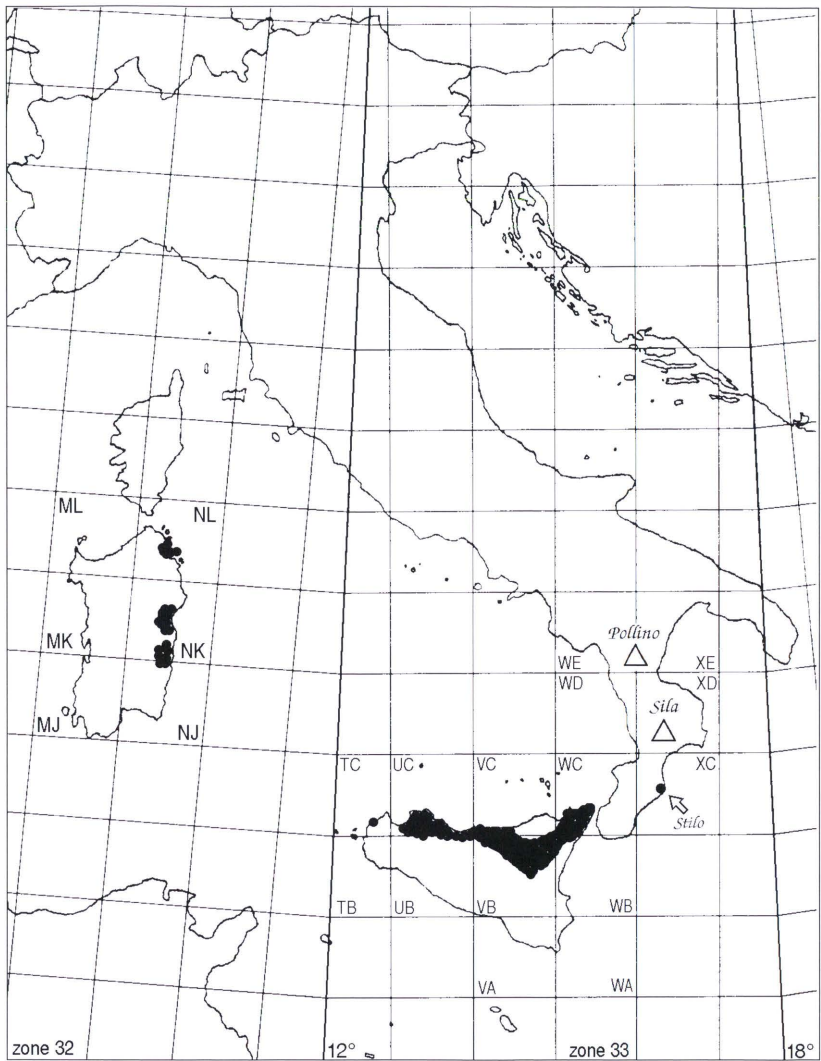 ML
NL
MK
NK
Pollino
WE
XE
WD
XD
Sila
MJ
NJ
TC
UC
VC
WC
XC
Stilo
TB
UB
VB
WB
VA
WA
zone 32
12°
zone 33
18°